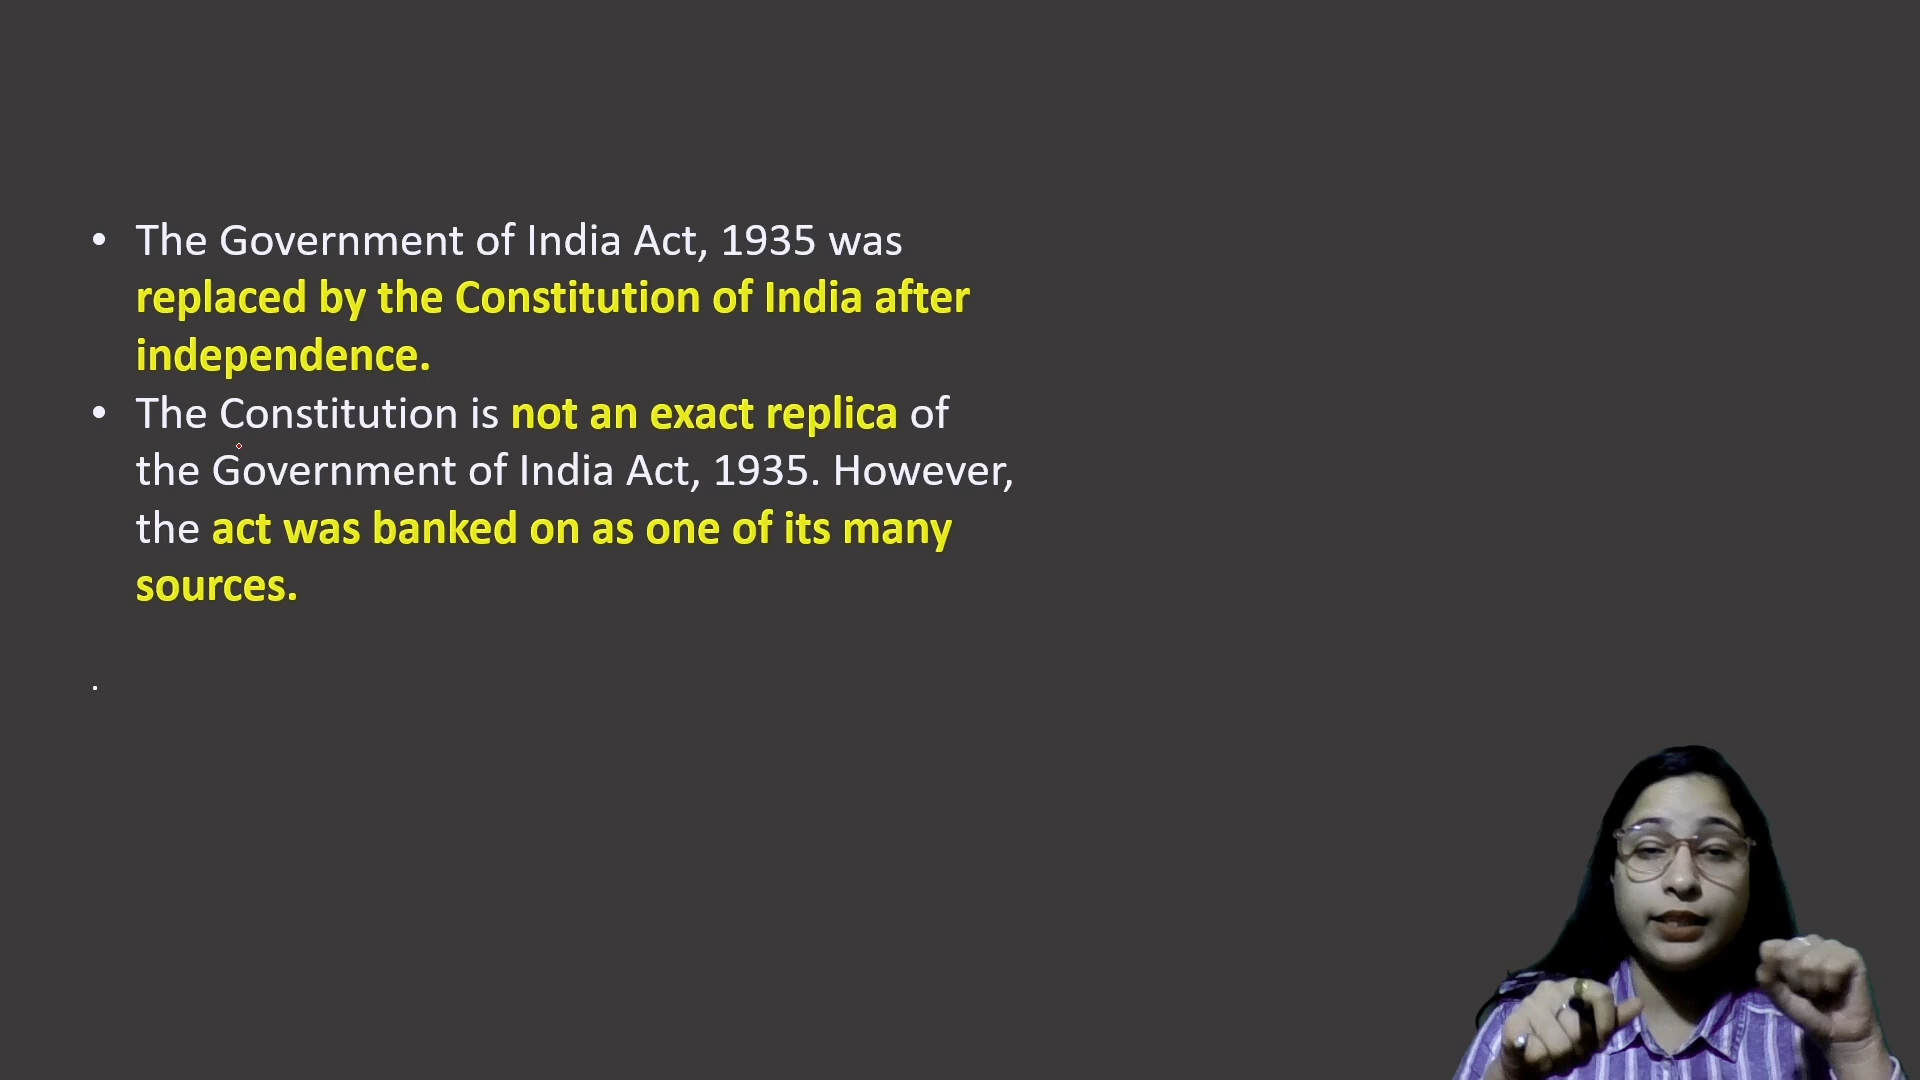 • The Government of India Act, 1935 was
replaced by the Constitution of India after
independence.
• The Constitution is not an exact replica of
the Government of India Act, 1935. However,
the act was banked on as one of its many
sources.
.